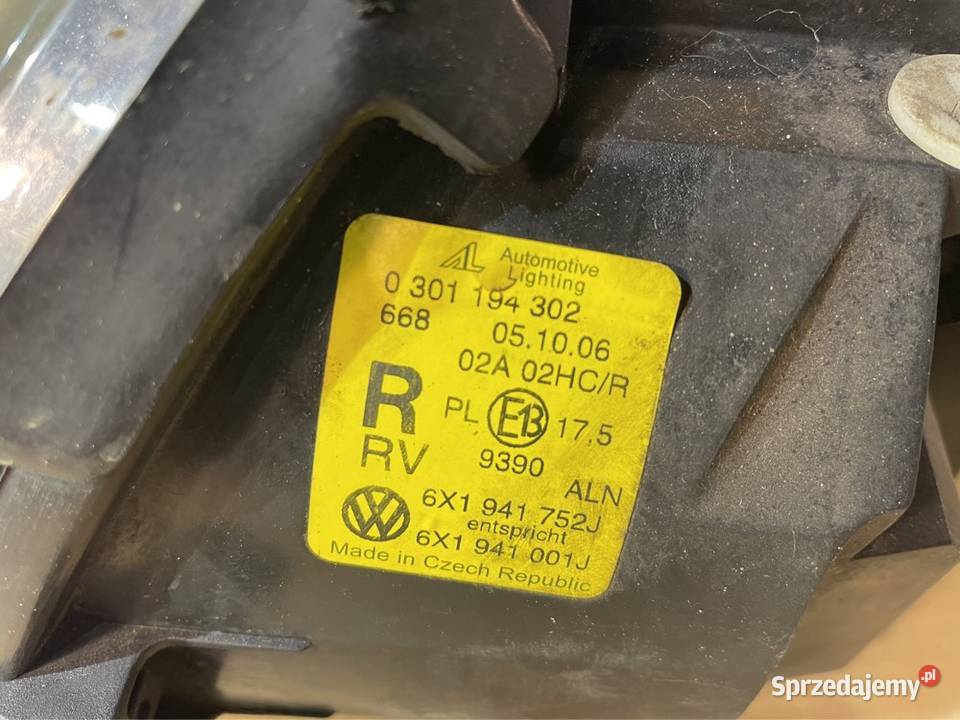 AL Automotive
Lighting
0 301 194 302
668 05.10.06
02A 02HC/R
R PL E13 17,5
RV 9390
ALN
6X1 941 752J
entspricht
6X1 941 001J
Made in Czech Republic
Sprzedajemy.pl